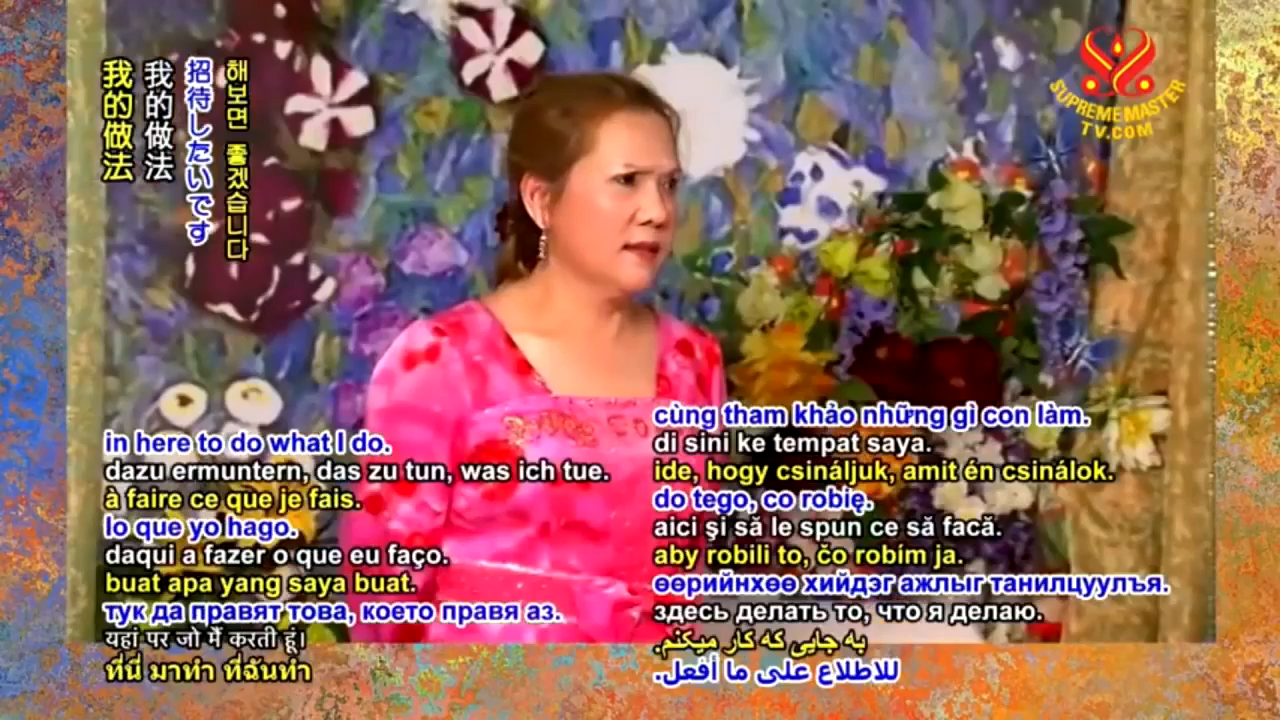 我的做法
我的做法
招待したいです
해보면 좋겠습니다
SUPREME MASTER
TV.COM
in here to do what I do.
dazu ermuntern, das zu tun, was ich tue.
à faire ce que je fais.
lo que yo hago.
daqui a fazer o que eu faço.
buat apa yang saya buat.
тук да правят това, което правя аз.
यहां पर जो मैं करती हूं।
ที่นี่ มาทำ ที่ฉันทำ
cùng tham khảo những gì con làm.
di sini ke tempat saya.
ide, hogy csináljuk, amit én csinálok.
do tego, co robię.
aici şi să le spun ce să facă.
aby robili to, čo robím ja.
өөрийнхөө хийдэг ажлыг танилцуулъя.
здесь делать то, что я делаю.
به جایی که کار میکنم.
للاطلاع على ما أفعل.